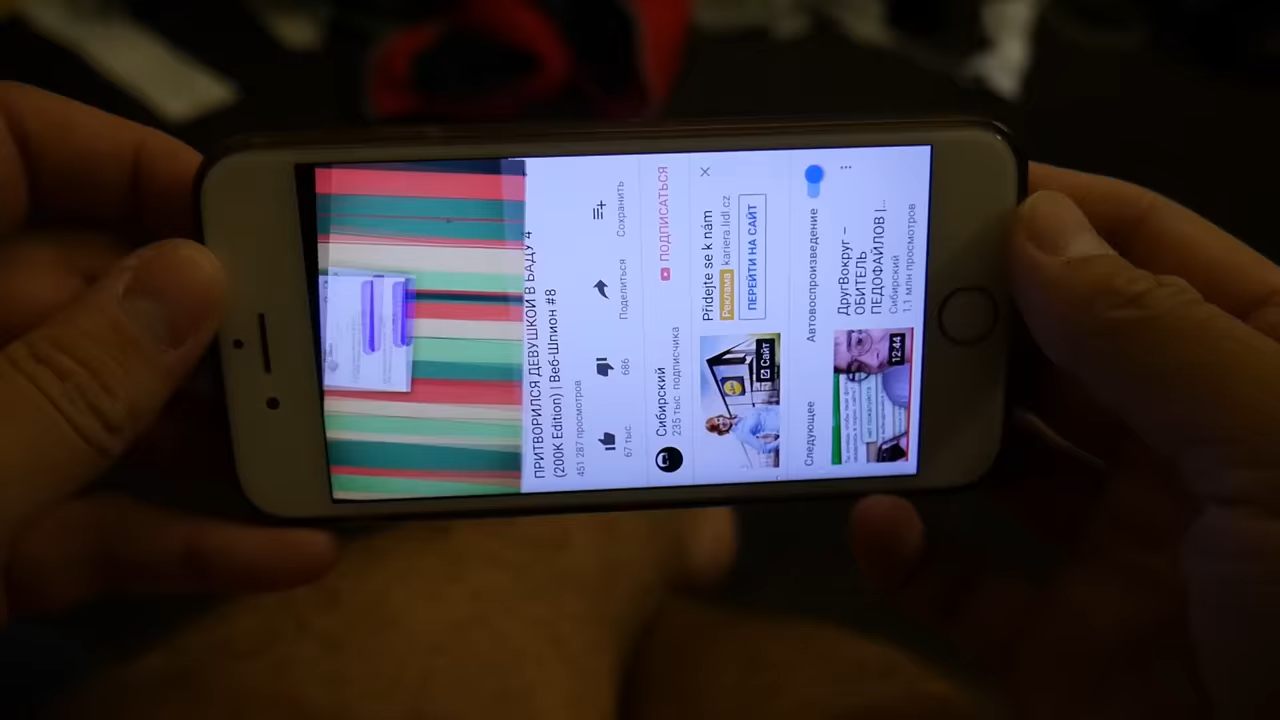 ПРИТВОРИЛСЯ ДЕВУШКОЙ В БАДУ 4
(200K Edition) | Веб-Шпион #8
451 287 просмотров
67 тыс.
686
Поделиться
Сохранить
Сибирский
235 тыс. подписчика
ПОДПИСАТЬСЯ
Přidejte se k nám
Реклама kariera.lidl.cz
ПЕРЕЙТИ НА САЙТ
Сайт
Следующее
Автовоспроизведение
ДругВокруг –
ОБИТЕЛЬ
ПЕДОФАЙЛОВ |...
Сибирский
1.1 млн просмотров
12:44